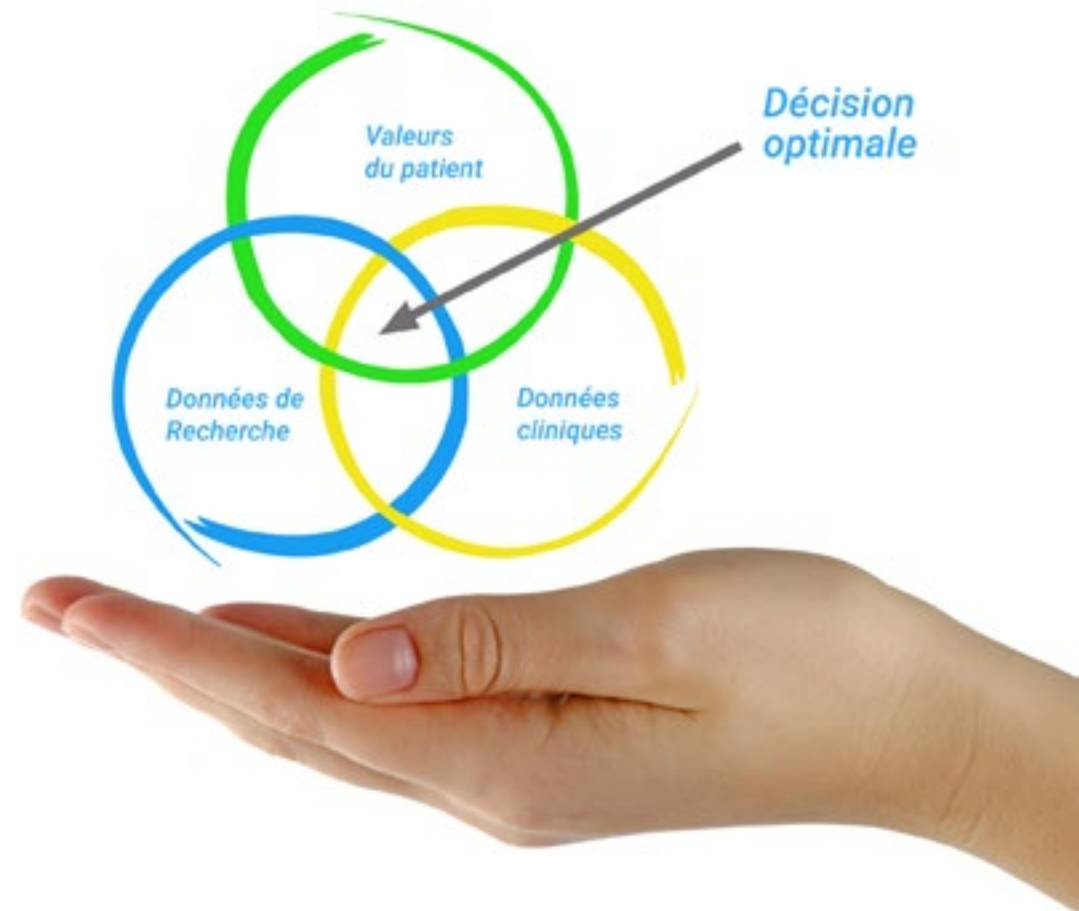 Décision
optimale
Valeurs
du patient
Données de
Recherche
Données
cliniques